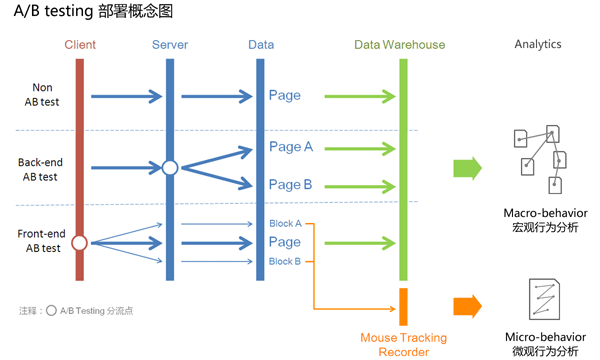 A/B testing 部署概念图
Client
Server
Data
Data Warehouse
Analytics
Non
AB test
Page
Back-end
AB test
Page A
Page B
Front-end
AB test
Block A
Page
Block B
Macro-behavior
宏观行为分析
注释：A/B Testing 分流点
Mouse Tracking
Recorder
Micro-behavior
微观行为分析